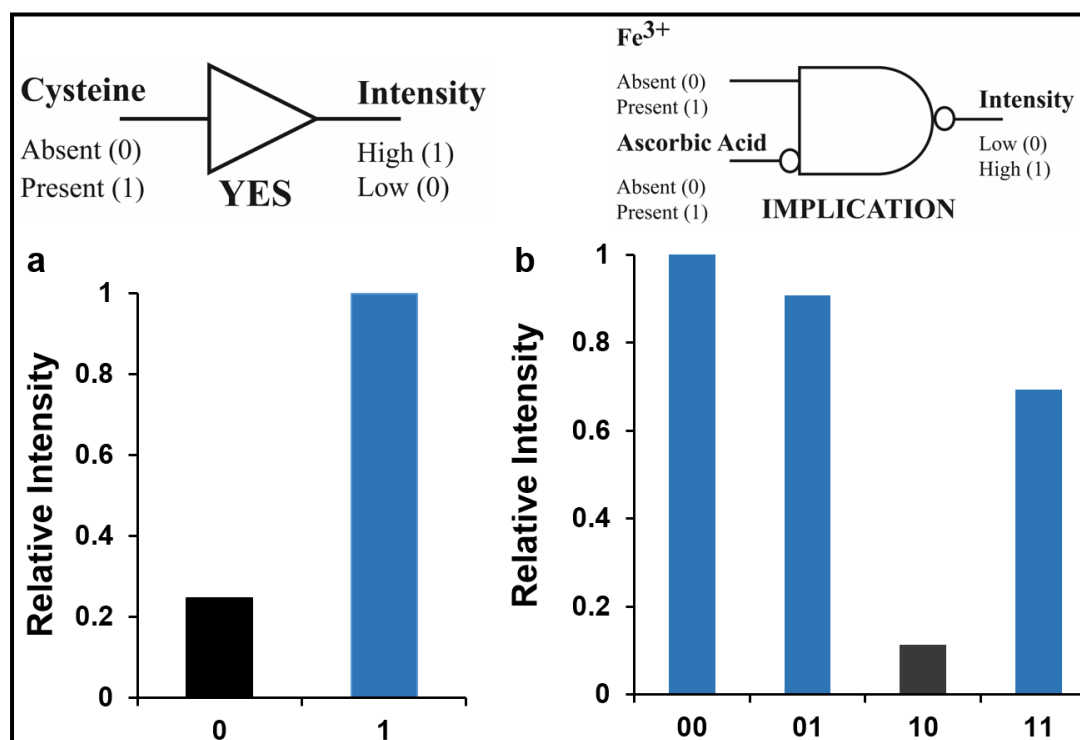 Cysteine
Absent (0)
Present (1)
YES
Intensity
High (1)
Low (0)
Fe³⁺
Absent (0)
Present (1)
Ascorbic Acid
Absent (0)
Present (1)
IMPLICATION
Intensity
Low (0)
High (1)
a
Relative Intensity
1
0.8
0.6
0.4
0.2
0
0 1
b
Relative Intensity
1
0.8
0.6
0.4
0.2
0
00 01 10 11